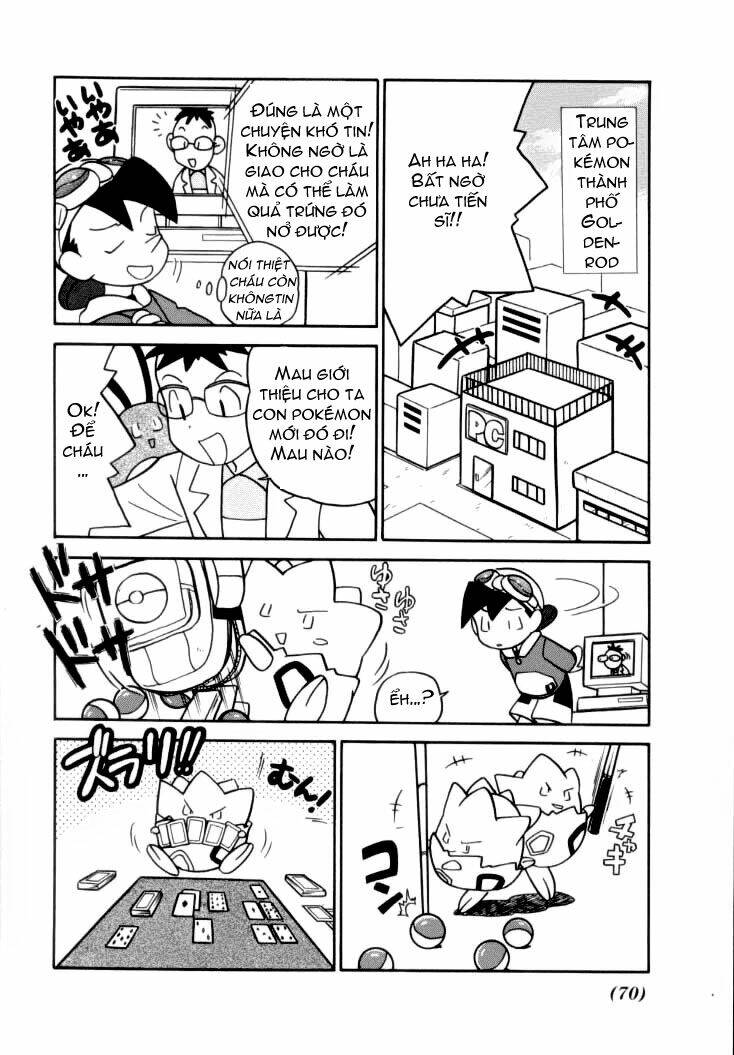 TRUNG
TÂM PO-
KÉMON
THÀNH
PHỐ
GOL-
DEN-
ROD
AH HA HA!
BẤT NGỜ
CHƯA TIẾN
SĨ!!
PC
ĐÚNG LÀ MỘT
CHUYỆN KHÓ TIN!
KHÔNG NGỜ LÀ
GIAO CHO CHÁU
MÀ CÓ THỂ LÀM
QUẢ TRỨNG ĐÓ
NỞ ĐƯỢC!
いやあ
いやあ
NÓI THIỆT
CHÁU CÒN
KHÔNGTIN
NỮA LÀ
MAU GIỚI
THIỆU CHO TA
CON POKÉMON
MỚI ĐÓ ĐI!
MAU NÀO!
OK!
ĐỂ
CHÁU
...
ỂH...?
ゆさ
ゆさ
ドサ
ドサ
チャキ
コン
むん!
ズラリ!!
(70)